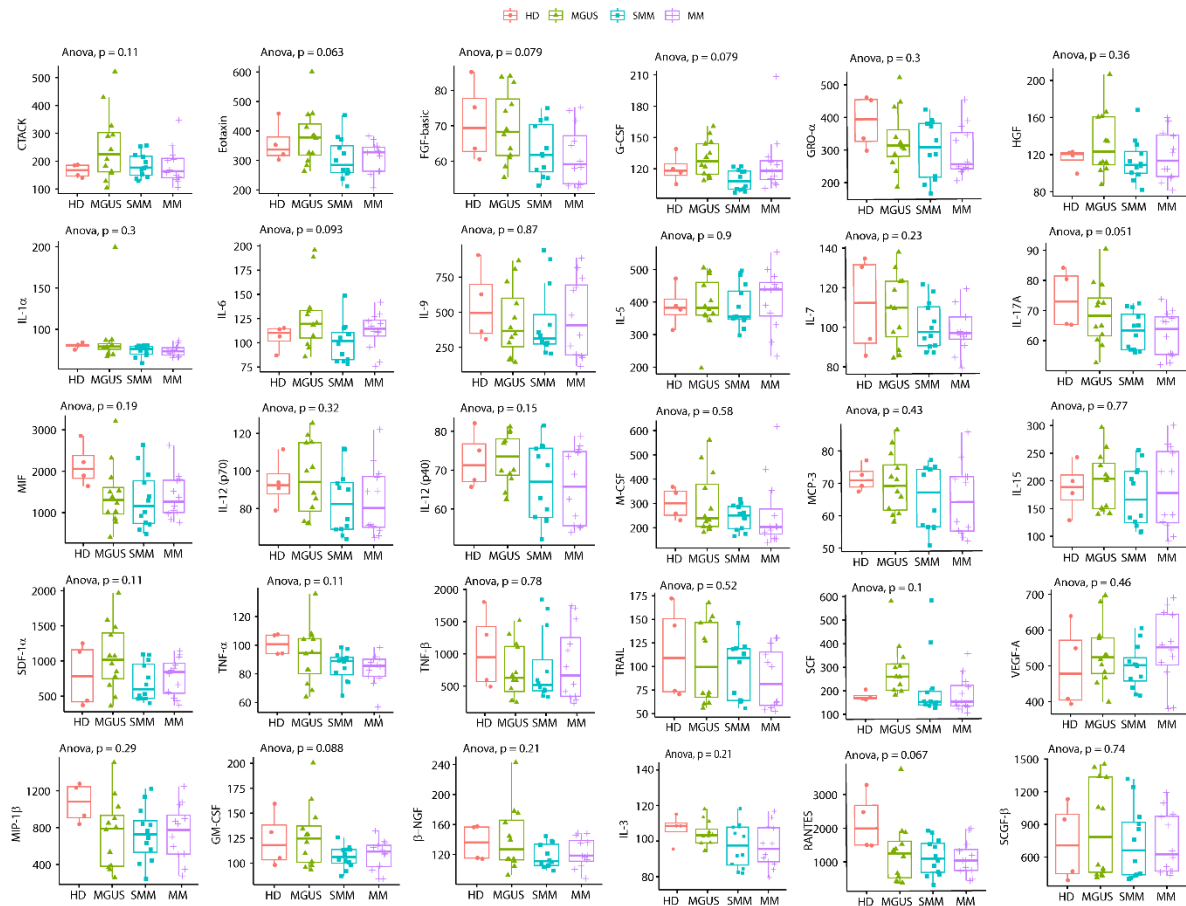 HD MGUS SMM MM
Anova, p = 0.11
CTACK
500
400
300
200
100
HD MGUS SMM MM
Anova, p = 0.063
Eotaxin
600
500
400
300
200
HD MGUS SMM MM
Anova, p = 0.079
FGF-basic
80
70
60
HD MGUS SMM MM
Anova, p = 0.079
G-CSF
210
180
150
120
90
HD MGUS SMM MM
Anova, p = 0.3
GRO-α
500
400
300
200
HD MGUS SMM MM
Anova, p = 0.36
HGF
200
160
120
80
HD MGUS SMM MM
Anova, p = 0.3
IL-1α
200
150
100
50
HD MGUS SMM MM
Anova, p = 0.093
IL-6
200
175
150
125
100
75
HD MGUS SMM MM
Anova, p = 0.87
IL-9
750
500
250
HD MGUS SMM MM
Anova, p = 0.9
IL-5
500
400
300
200
HD MGUS SMM MM
Anova, p = 0.23
IL-7
140
120
100
80
HD MGUS SMM MM
Anova, p = 0.051
IL-17A
90
80
70
60
HD MGUS SMM MM
Anova, p = 0.19
MIF
3000
2000
1000
HD MGUS SMM MM
Anova, p = 0.32
IL-12 (p70)
120
100
80
HD MGUS SMM MM
Anova, p = 0.15
IL-12 (p40)
80
70
60
HD MGUS SMM MM
Anova, p = 0.58
M-CSF
600
500
400
300
200
HD MGUS SMM MM
Anova, p = 0.43
MCP-3
80
70
60
50
HD MGUS SMM MM
Anova, p = 0.77
IL-15
300
250
200
150
100
HD MGUS SMM MM
Anova, p = 0.11
SDF-1α
2000
1500
1000
500
HD MGUS SMM MM
Anova, p = 0.11
TNF-α
140
120
100
80
60
HD MGUS SMM MM
Anova, p = 0.78
TNF-β
2000
1500
1000
500
HD MGUS SMM MM
Anova, p = 0.52
TRAIL
175
150
125
100
75
50
HD MGUS SMM MM
Anova, p = 0.1
SCF
600
500
400
300
200
100
HD MGUS SMM MM
Anova, p = 0.46
VEGF-A
700
600
500
400
HD MGUS SMM MM
Anova, p = 0.29
MIP-1β
1200
800
400
HD MGUS SMM MM
Anova, p = 0.088
GM-CSF
200
175
150
125
100
HD MGUS SMM MM
Anova, p = 0.21
β-NGF
240
200
160
120
HD MGUS SMM MM
Anova, p = 0.21
IL-3
140
120
100
80
HD MGUS SMM MM
Anova, p = 0.067
RANTES
3000
2000
1000
HD MGUS SMM MM
Anova, p = 0.74
SCGF-β
1200
900
600
HD MGUS SMM MM